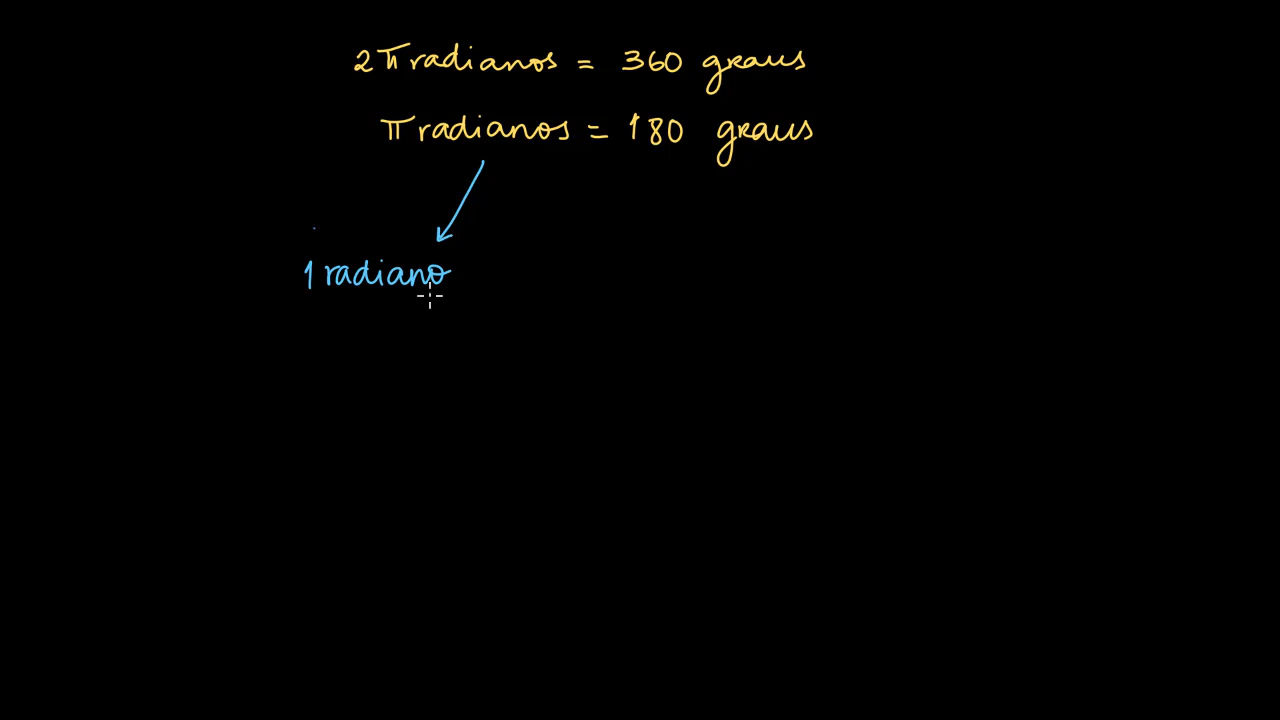 2π radianos = 360 graus
π radianos = 180 graus
1 radiano